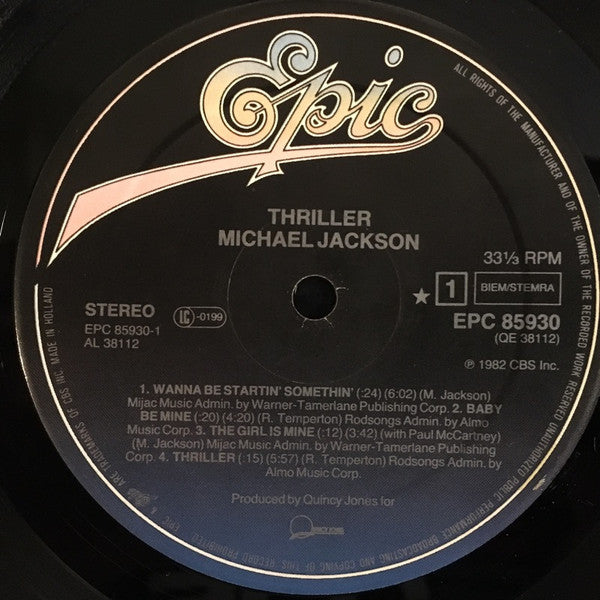 Epic
THRILLER
MICHAEL JACKSON
33⅓ RPM
STEREO
LC-0199
★ 1 BIEM/STEMRA
EPC 85930-1
AL 38112
EPC 85930
(QE 38112)
℗ 1982 CBS Inc.
1. WANNA BE STARTIN' SOMETHIN' (:24) (6:02) (M. Jackson)
Mijac Music Admin. by Warner-Tamerlane Publishing Corp. 2. BABY
BE MINE (:20) (4:20) (R. Temperton) Rodsongs Admin. by Almo
Music Corp. 3. THE GIRL IS MINE (:12) (3:42) (with Paul McCartney)
(M. Jackson) Mijac Music Admin. by Warner-Tamerlane Publishing
Corp. 4. THRILLER (:15) (5:57) (R. Temperton) Rodsongs Admin. by
Almo Music Corp.
Produced by Quincy Jones for
ALL RIGHTS OF THE MANUFACTURER AND OF THE OWNER OF THE RECORDED WORK RESERVED UNAUTHORIZED PUBLIC PERFORMANCE BROADCASTING AND COPYING OF THIS RECORD PROHIBITED
EPIC & ARE TRADEMARKS OF CBS INC. MADE IN HOLLAND